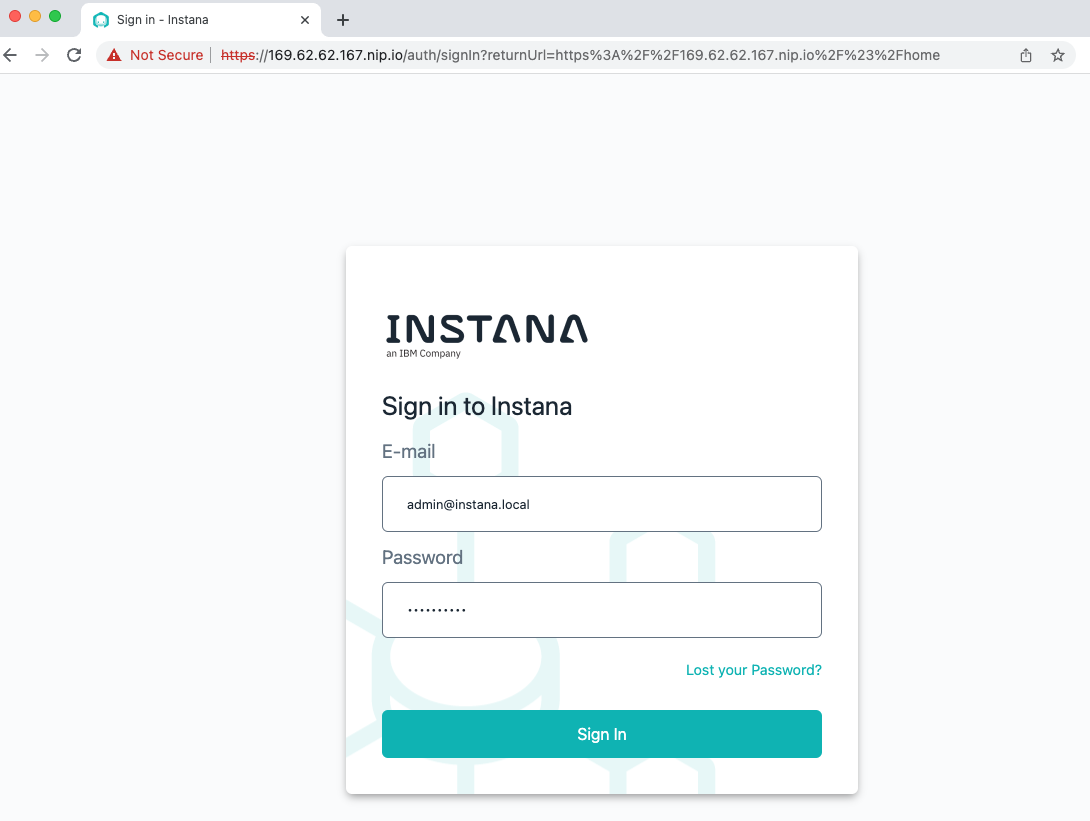 Sign in - Instana
Not Secure | https://169.62.62.167.nip.io/auth/signIn?returnUrl=https%3A%2F%2F169.62.62.167.nip.io%2F%23%2Fhome
INSTANA
an IBM Company
Sign in to Instana
E-mail
admin@instana.local
Password
••••••••••
Lost your Password?
Sign In